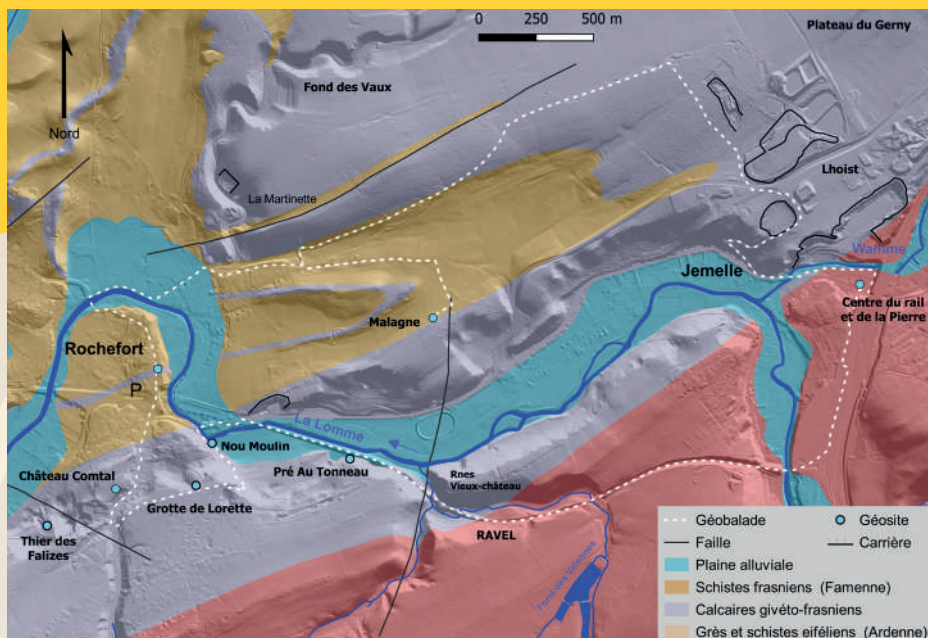 0 250 500 m
Plateau du Gerny
Fond des Vaux
Nord
Lhoist
La Martinette
Wamme
Jemelle
Centre du rail
et de la Pierre
Malagne
Rochefort
P
La Lomme
Nou Moulin
Château Comtal
Pré Au Tonneau
Rnes
Vieux-château
Grotte de Lorette
Thier des
Falizes
RAVEL
Fond des Valennes
Géobalade
Géosite
Faille
Carrière
Plaine alluviale
Schistes frasniens (Famenne)
Calcaires givéto-frasniens
Grès et schistes eiféliens (Ardenne)